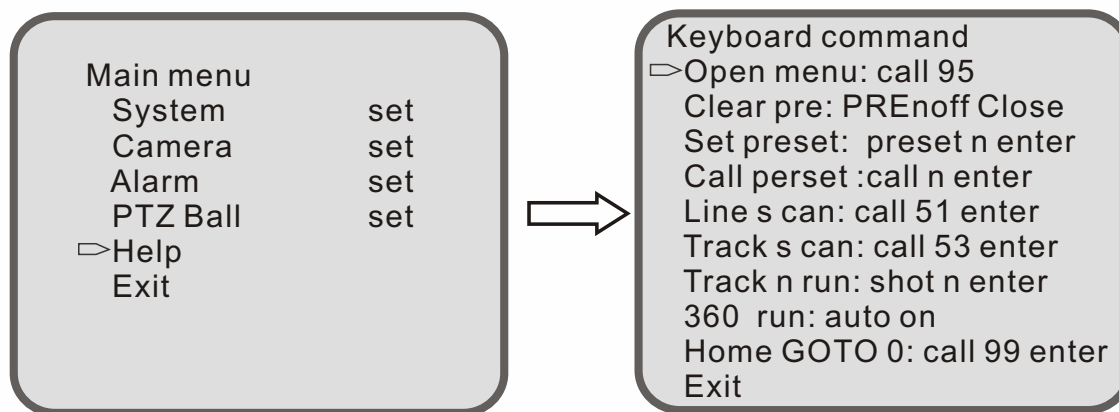 Main menu
System set
Camera set
Alarm set
PTZ Ball set
Help
Exit
Keyboard command
Open menu: call 95
Clear pre: PREnoff Close
Set preset: preset n enter
Call perset :call n enter
Line s can: call 51 enter
Track s can: call 53 enter
Track n run: shot n enter
360 run: auto on
Home GOTO 0: call 99 enter
Exit